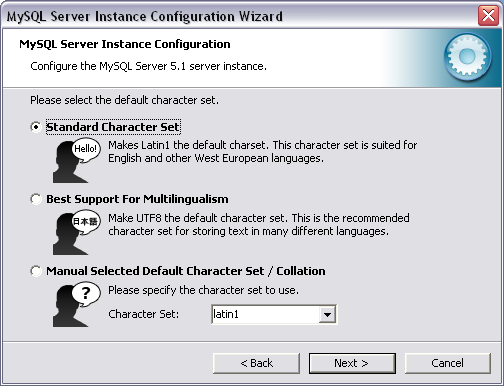 MySQL Server Instance Configuration Wizard
MySQL Server Instance Configuration
Configure the MySQL Server 5.1 server instance.
Please select the default character set.
Standard Character Set
Hello!
Makes Latin1 the default charset. This character set is suited for
English and other West European languages.
Best Support For Multilingualism
日本語
Make UTF8 the default character set. This is the recommended
character set for storing text in many different languages.
Manual Selected Default Character Set / Collation
?
Please specify the character set to use.
Character Set: latin1
< Back Next > Cancel